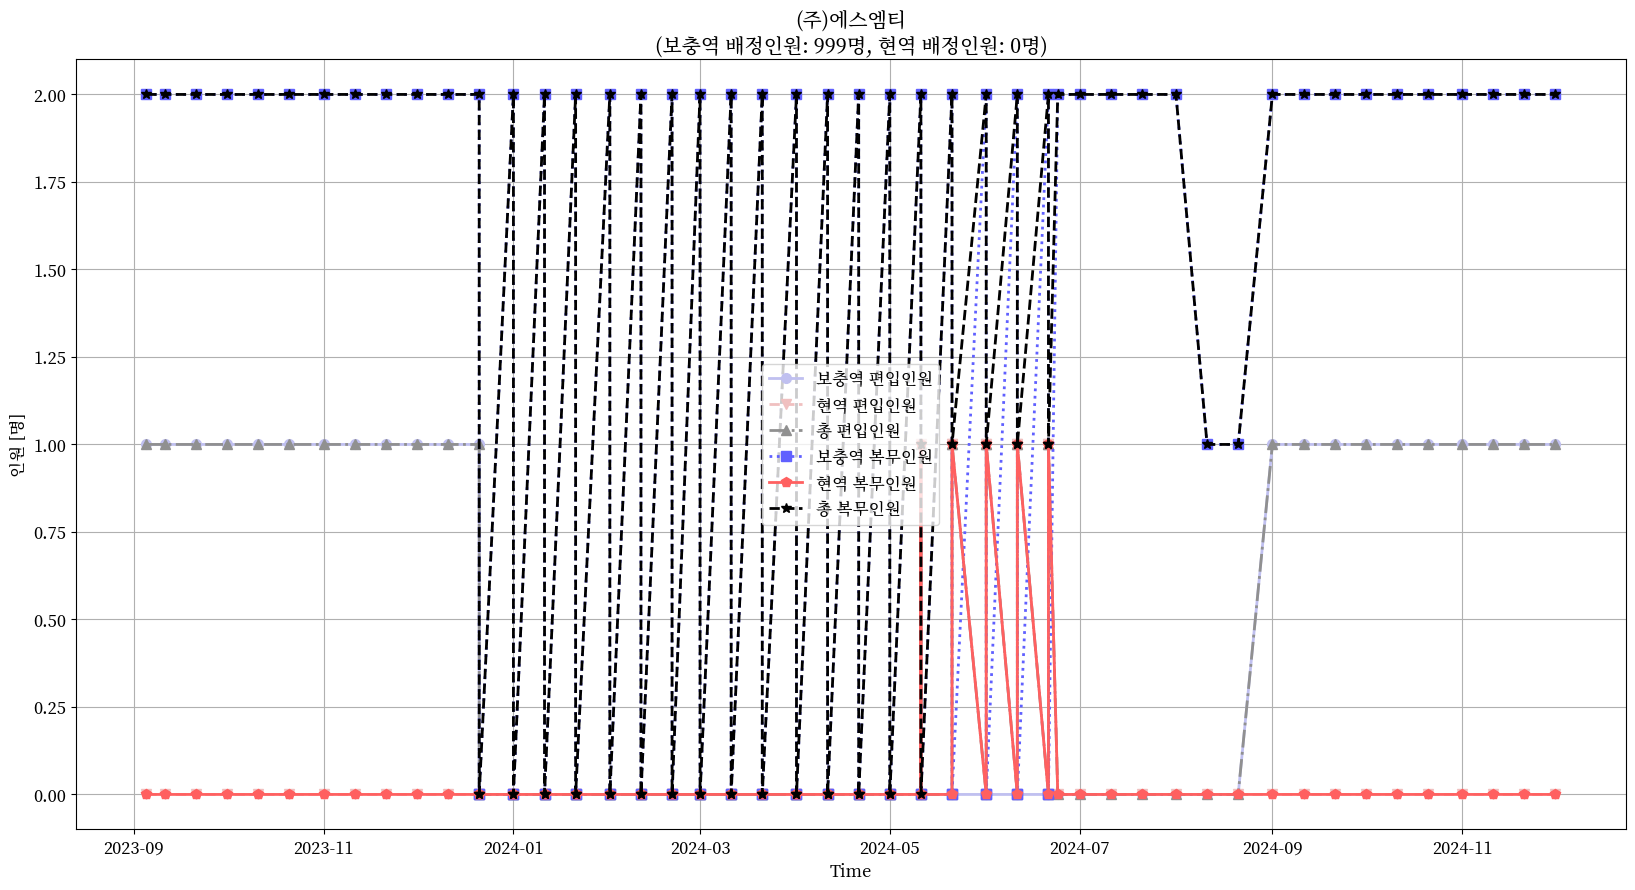 (주)에스엠티
(보충역 배정인원: 999명, 현역 배정인원: 0명)
인원 [명]
2.00
1.75
1.50
1.25
1.00
0.75
0.50
0.25
0.00
보충역 편입인원
현역 편입인원
총 편입인원
보충역 복무인원
현역 복무인원
총 복무인원
2023-09
2023-11
2024-01
2024-03
2024-05
2024-07
2024-09
2024-11
Time